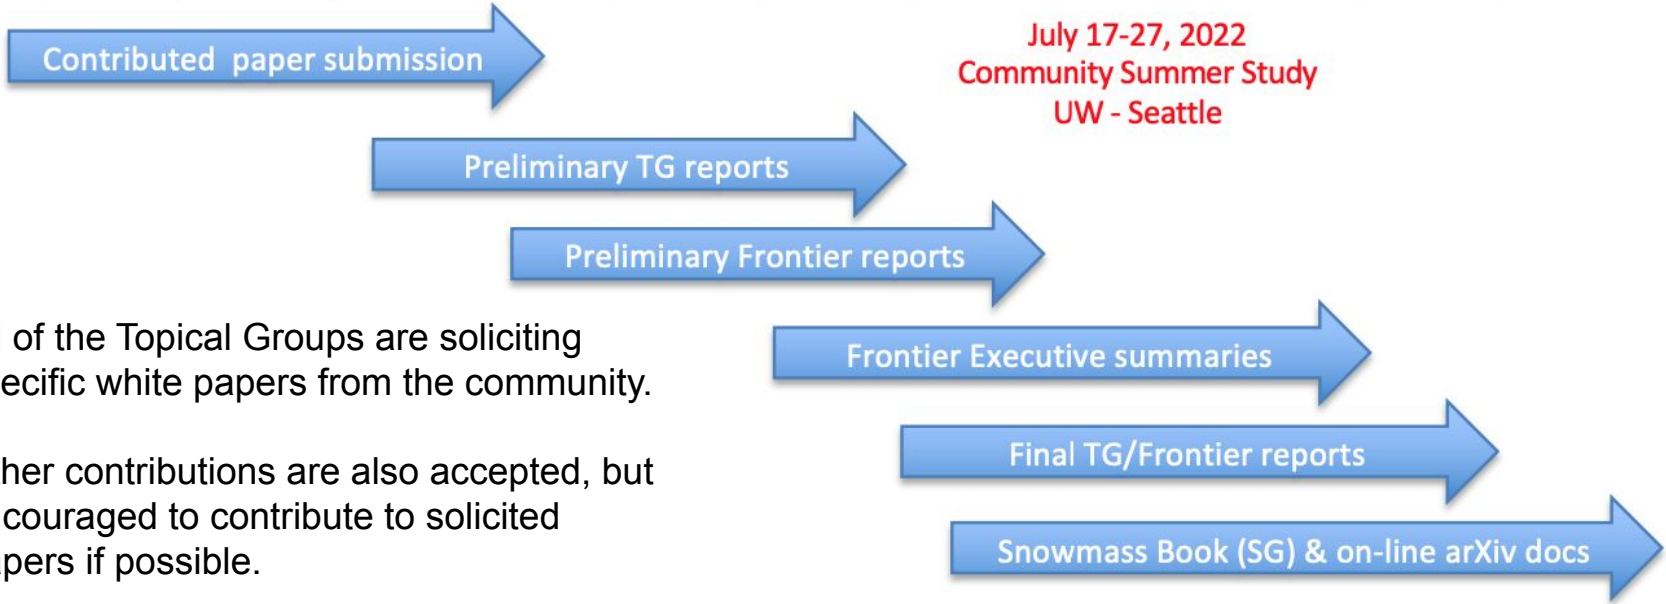 Contributed paper submission
July 17-27, 2022
Community Summer Study
UW - Seattle
Preliminary TG reports
Preliminary Frontier reports
of the Topical Groups are soliciting
ecific white papers from the community.
her contributions are also accepted, but
couraged to contribute to solicited
pers if possible.
Frontier Executive summaries
Final TG/Frontier reports
Snowmass Book (SG) & on-line arXiv docs